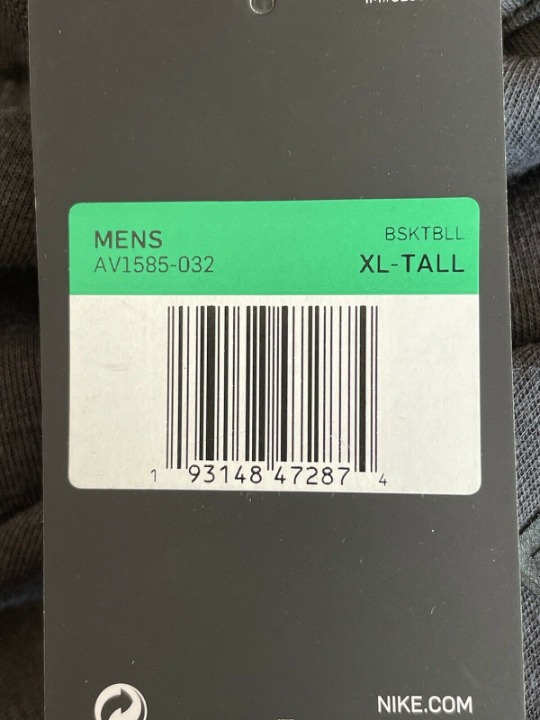 MENS
BSKTBLL
AV1585-032
XL-TALL
1 93148 47287 4
NIKE.COM